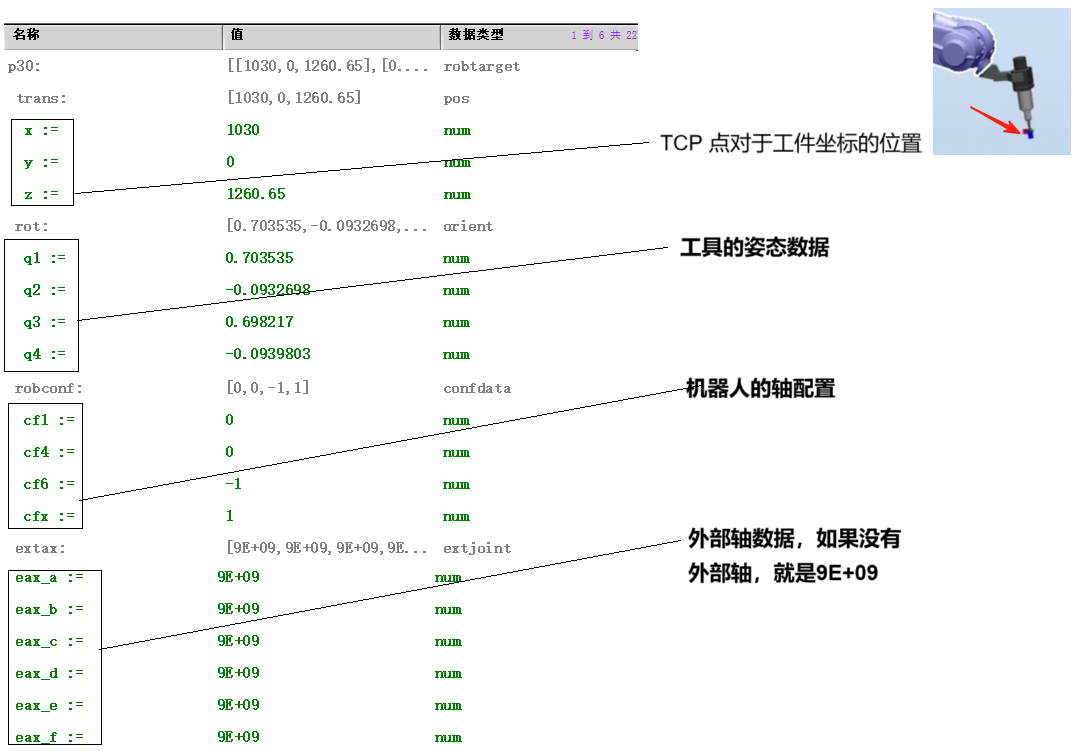 名称 值 数据类型 1 到 6 共 22
p30: [[1030,0,1260.65],[0.... robtarget
trans: [1030,0,1260.65] pos
x := 1030 num
TCP 点对于工件坐标的位置
y := 0 num
z := 1260.65 num
rot: [0.703535,-0.0932698,... orient
工具的姿态数据
q1 := 0.703535 num
q2 := -0.0932698 num
q3 := 0.698217 num
q4 := -0.0939803 num
robconf: [0,0,-1,1] confdata
机器人的轴配置
cf1 := 0 num
cf4 := 0 num
cf6 := -1 num
cfx := 1 num
extax: [9E+09,9E+09,9E+09,9E... extjoint
外部轴数据，如果没有
外部轴，就是9E+09
eax_a := 9E+09 num
eax_b := 9E+09 num
eax_c := 9E+09 num
eax_d := 9E+09 num
eax_e := 9E+09 num
eax_f := 9E+09 num